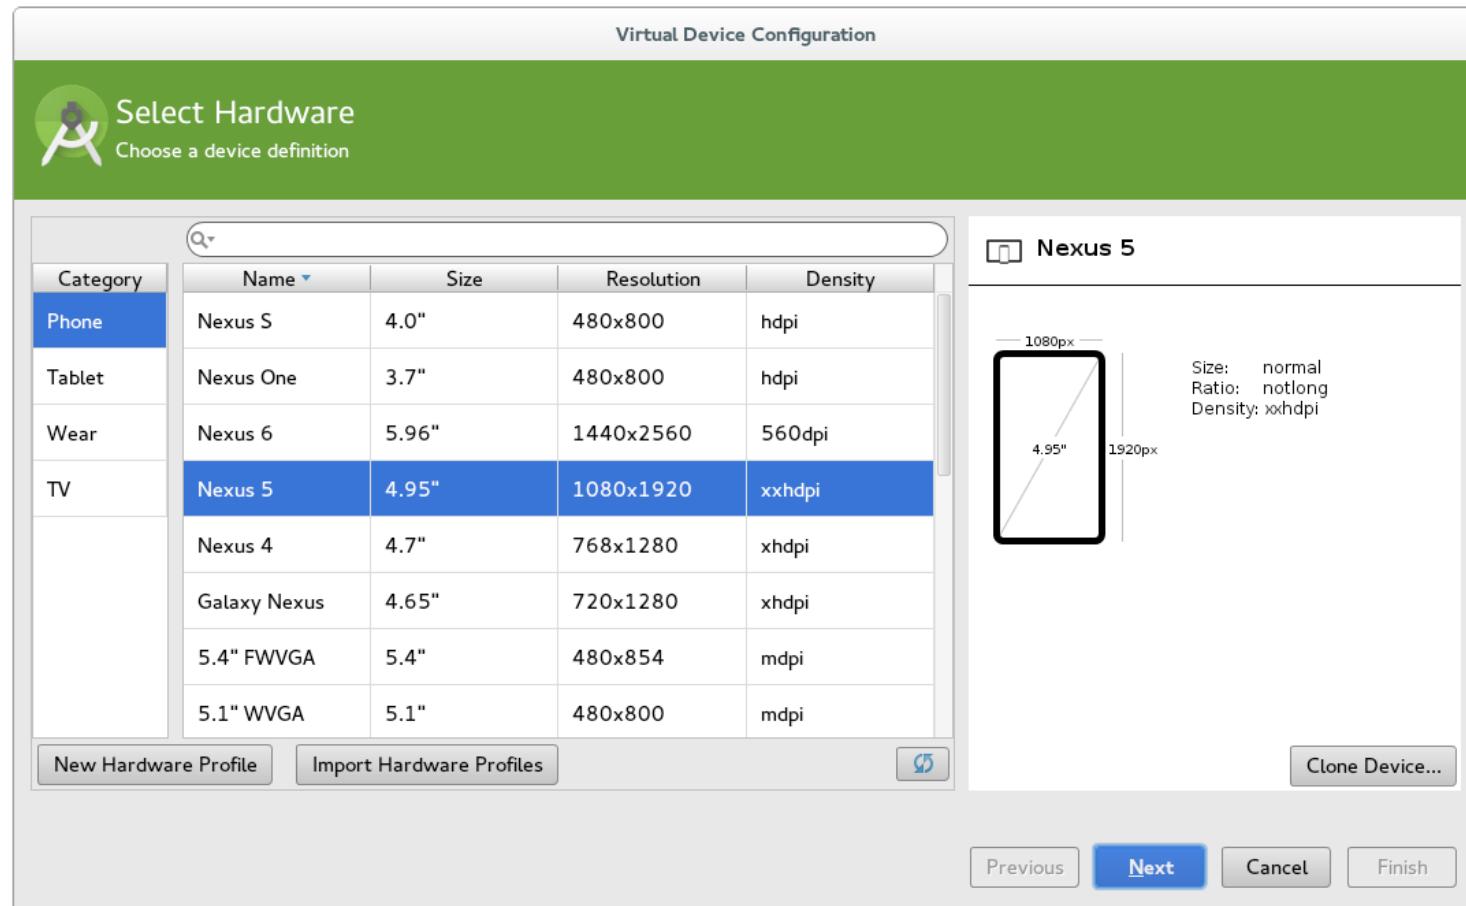 Virtual Device Configuration
Select Hardware
Choose a device definition
Category
Phone
Tablet
Wear
TV
Name Size Resolution Density
Nexus S 4.0" 480x800 hdpi
Nexus One 3.7" 480x800 hdpi
Nexus 6 5.96" 1440x2560 560dpi
Nexus 5 4.95" 1080x1920 xxhdpi
Nexus 4 4.7" 768x1280 xhdpi
Galaxy Nexus 4.65" 720x1280 xhdpi
5.4" FWVGA 5.4" 480x854 mdpi
5.1" WVGA 5.1" 480x800 mdpi
New Hardware Profile Import Hardware Profiles
Nexus 5
1080px
4.95" 1920px
Size: normal
Ratio: notlong
Density: xxhdpi
Clone Device...
Previous Next Cancel Finish